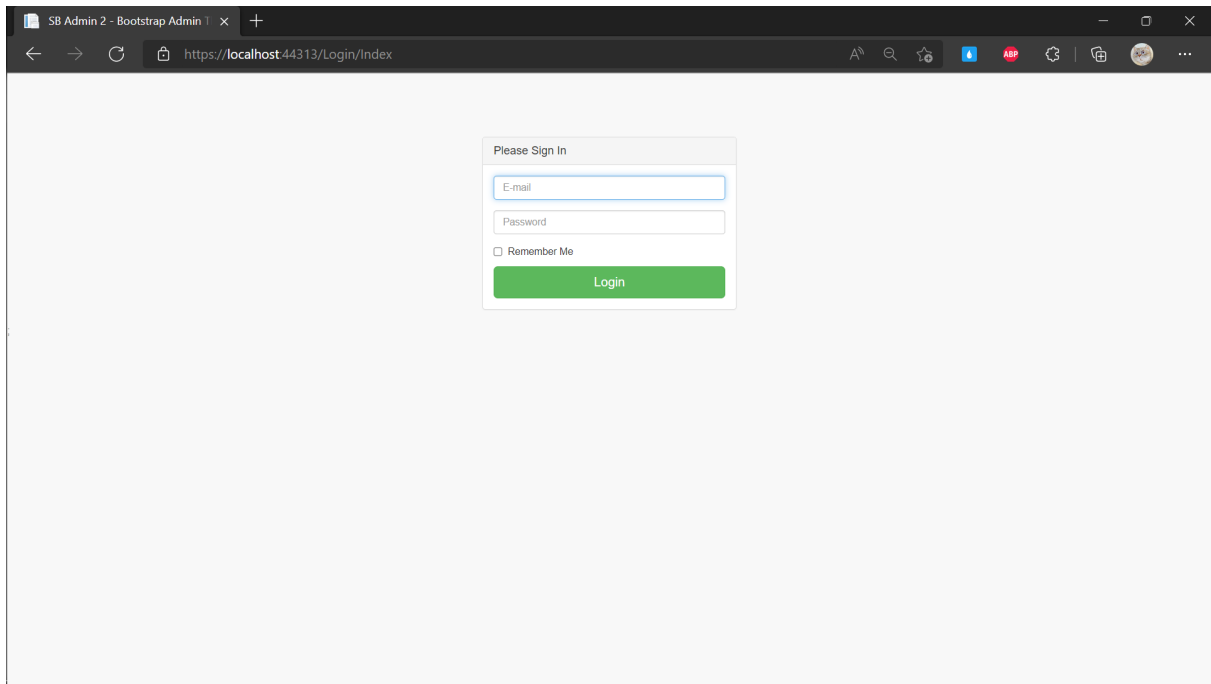 SB Admin 2 - Bootstrap Admin T
https://localhost:44313/Login/Index
ABP
Please Sign In
E-mail
Password
Remember Me
Login